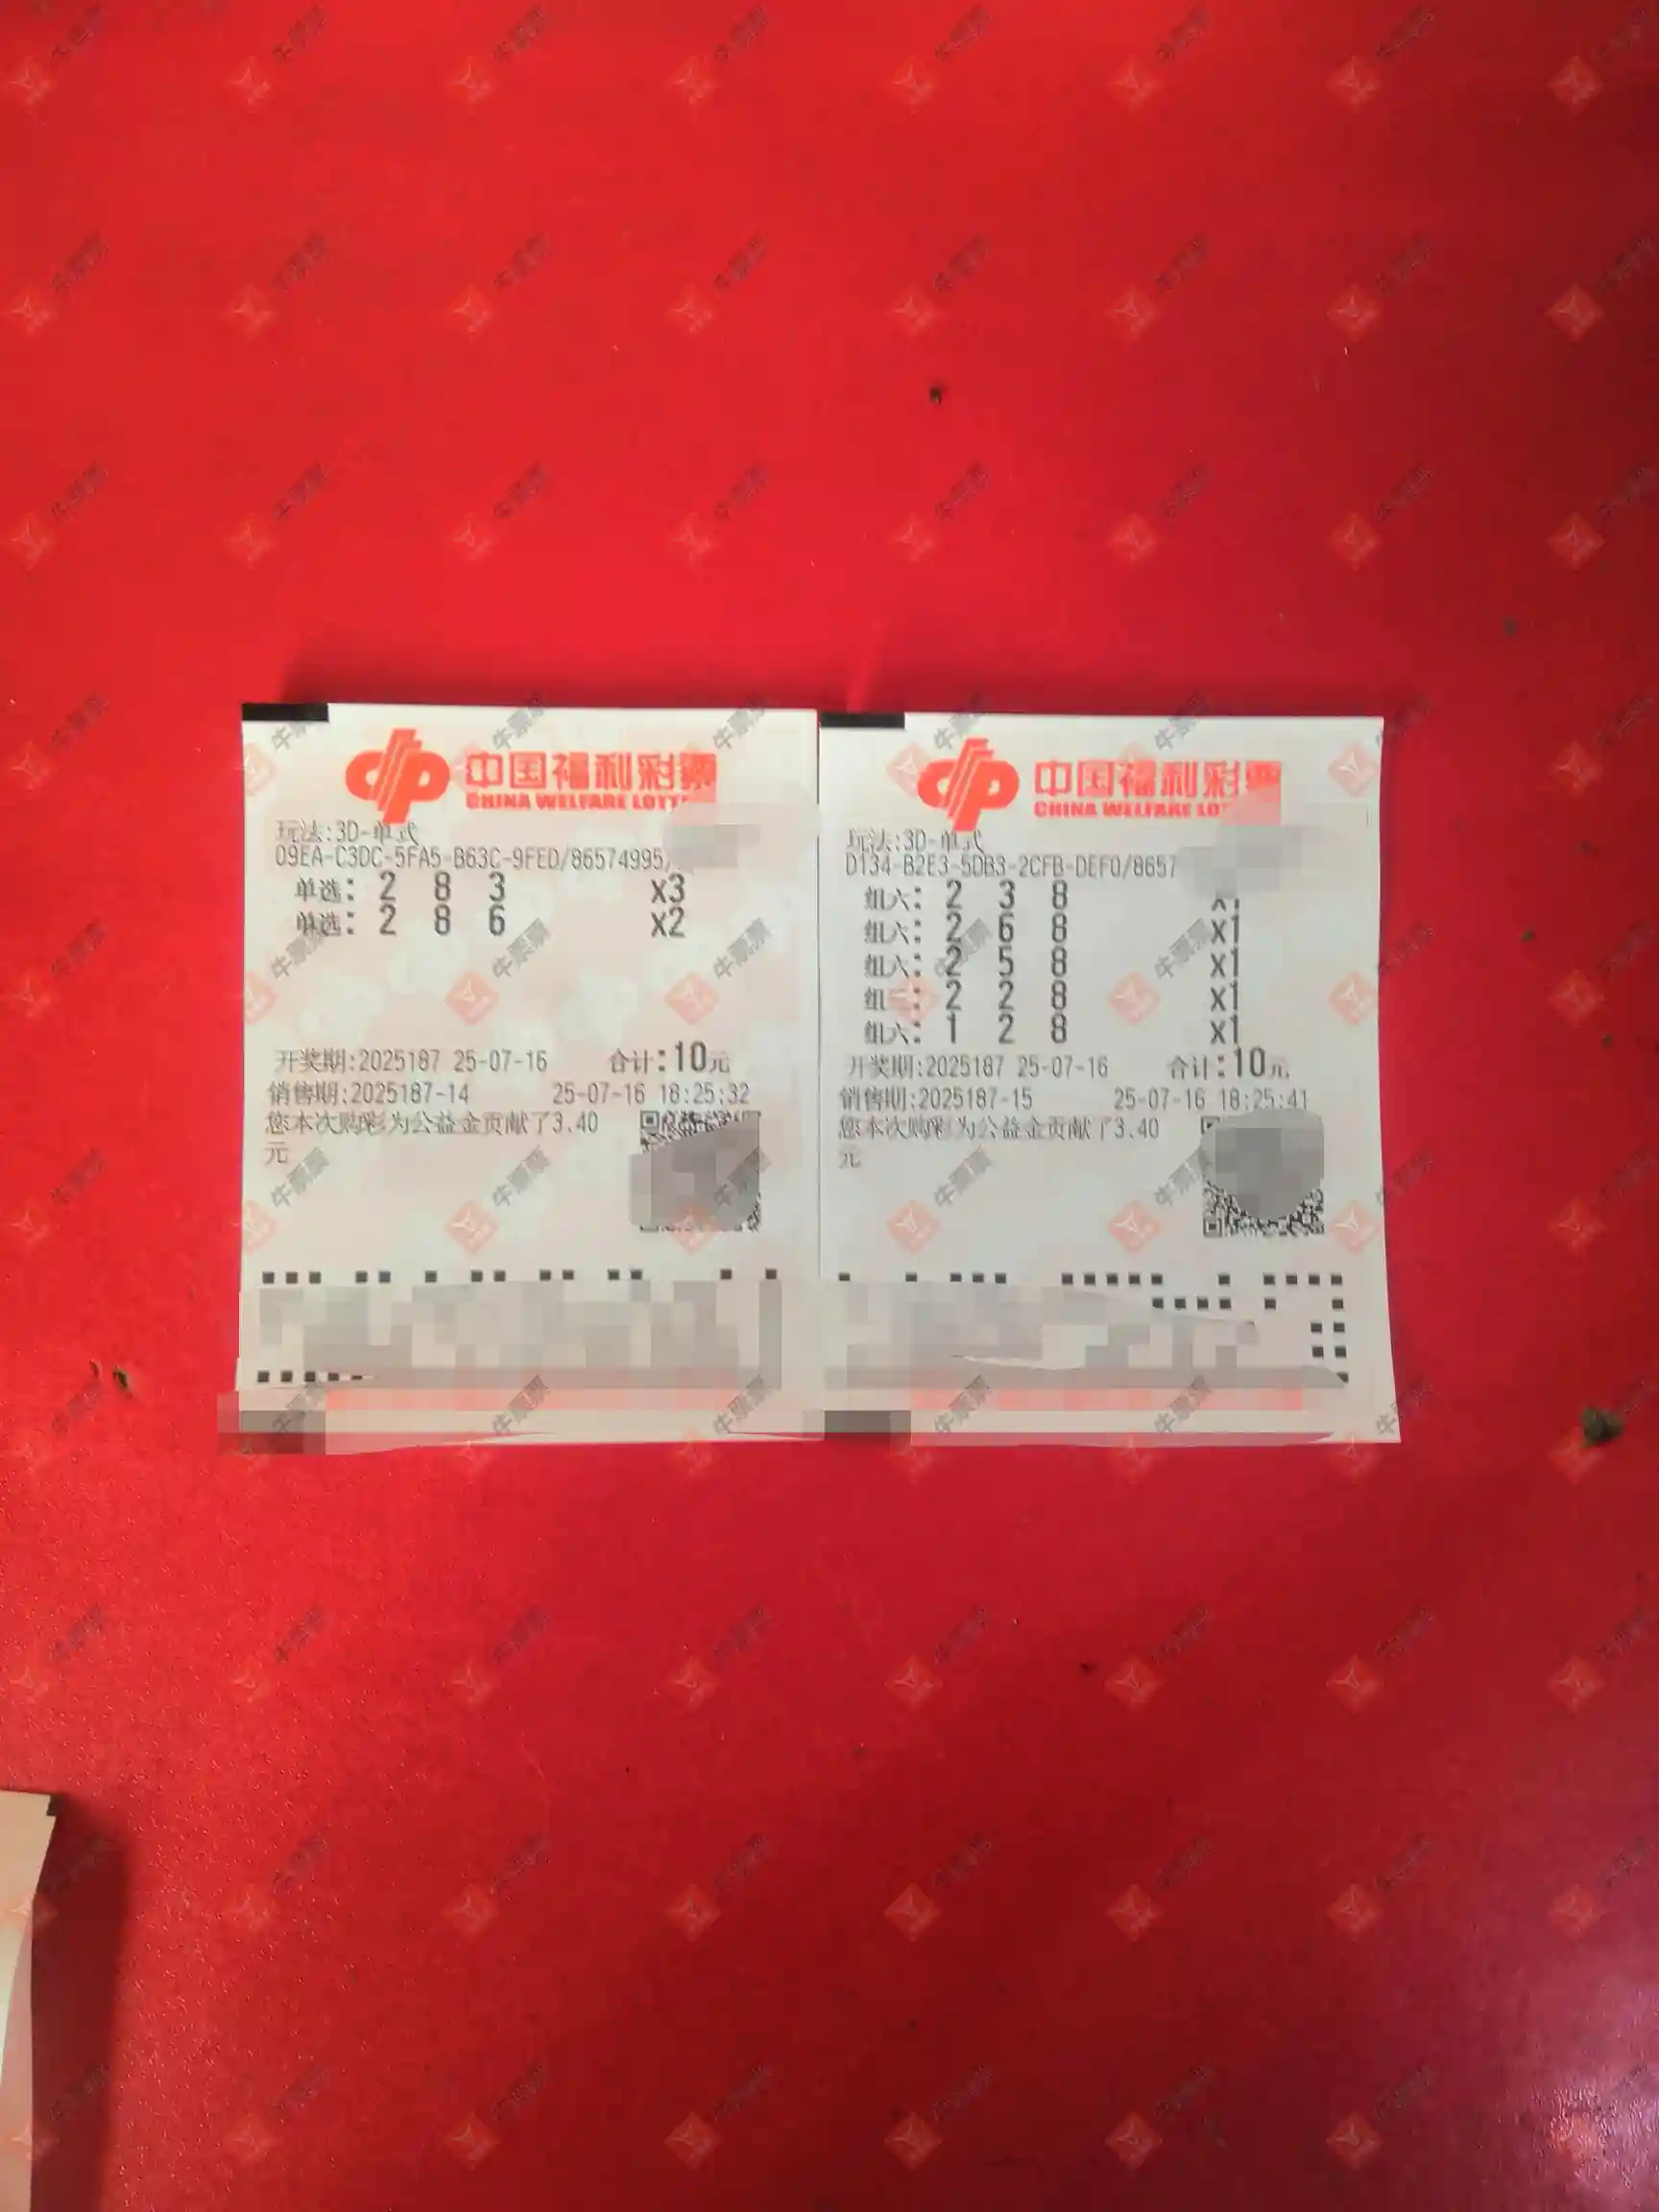 中国福利彩票
CHINA WELFARE LOTT
玩法:3D-单式
09EA-C3DC-5FA5-B63C-9FED/86574995/
单选: 2 8 3 x3
单选: 2 8 6 x2
开奖期:2025187 25-07-16 合计:10元
销售期:2025187-14 25-07-16 18:25:32
您本次购彩为公益金贡献了3.40
元
中国福利彩票
CHINA WELFARE LOT
玩法:3D-单式
D134-B2E3-5DB3-2CFB-DEF0/8657
组六: 2 3 8 x1
组六: 2 6 8 x1
组六: 2 5 8 x1
组三: 2 2 8 x1
组六: 1 2 8 x1
开奖期:2025187 25-07-16 合计:10元
销售期:2025187-15 25-07-16 18:25:41
您本次购彩为公益金贡献了3.40
元
牛票票